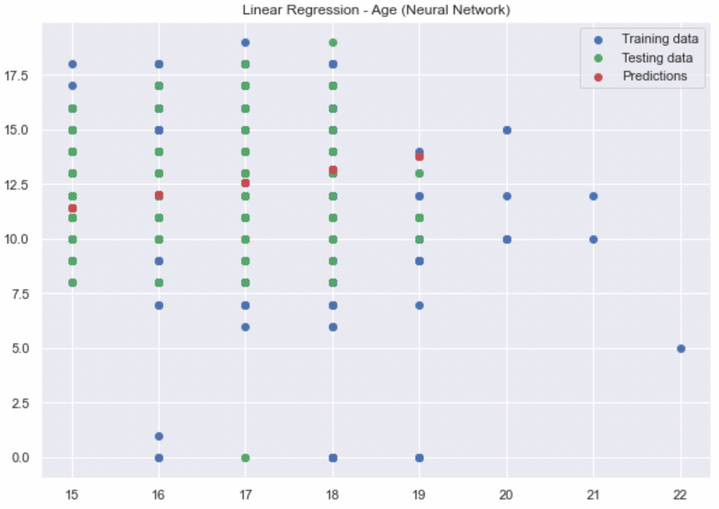 Linear Regression - Age (Neural Network)
Training data
Testing data
Predictions
17.5
15.0
12.5
10.0
7.5
5.0
2.5
0.0
15 16 17 18 19 20 21 22